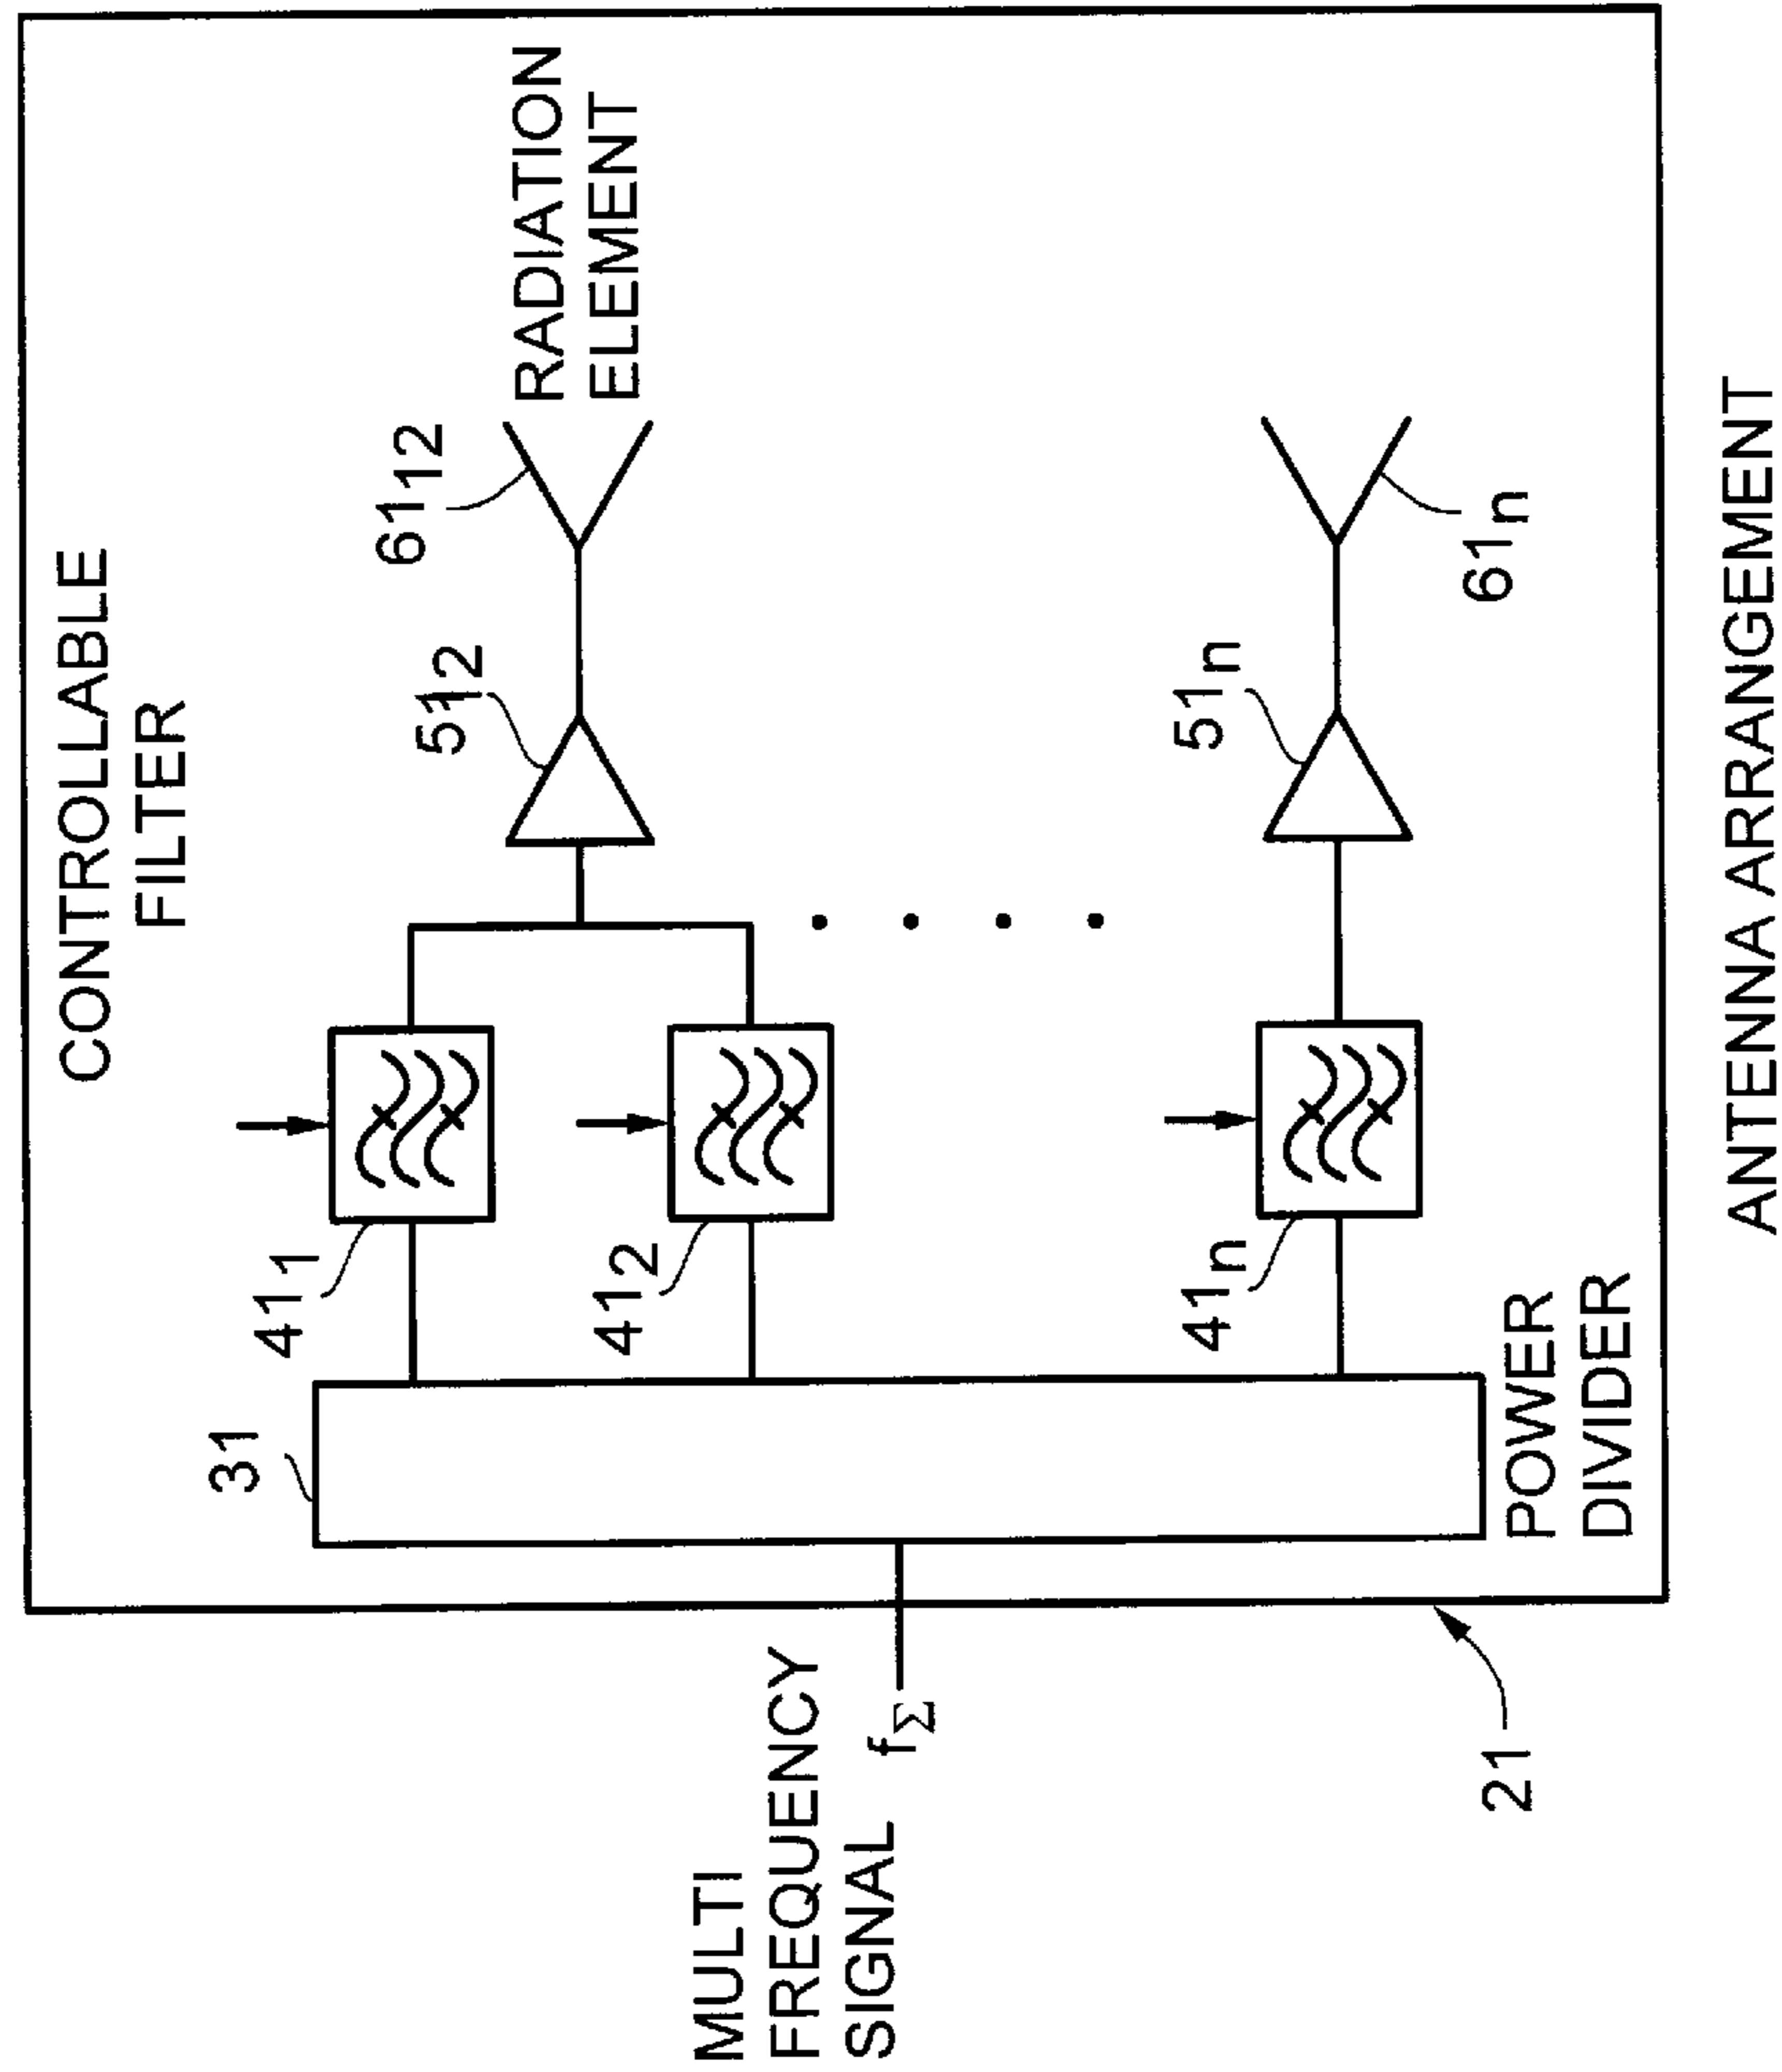 CONTROLLABLE
FILTER
RADIATION
ELEMENT
31
41₁
51₁₂
61₁₂
41₂
MULTI
FREQUENCY
SIGNAL
f_Σ
41ₙ
51ₙ
61ₙ
POWER
DIVIDER
21
ANTENNA ARRANGEMENT